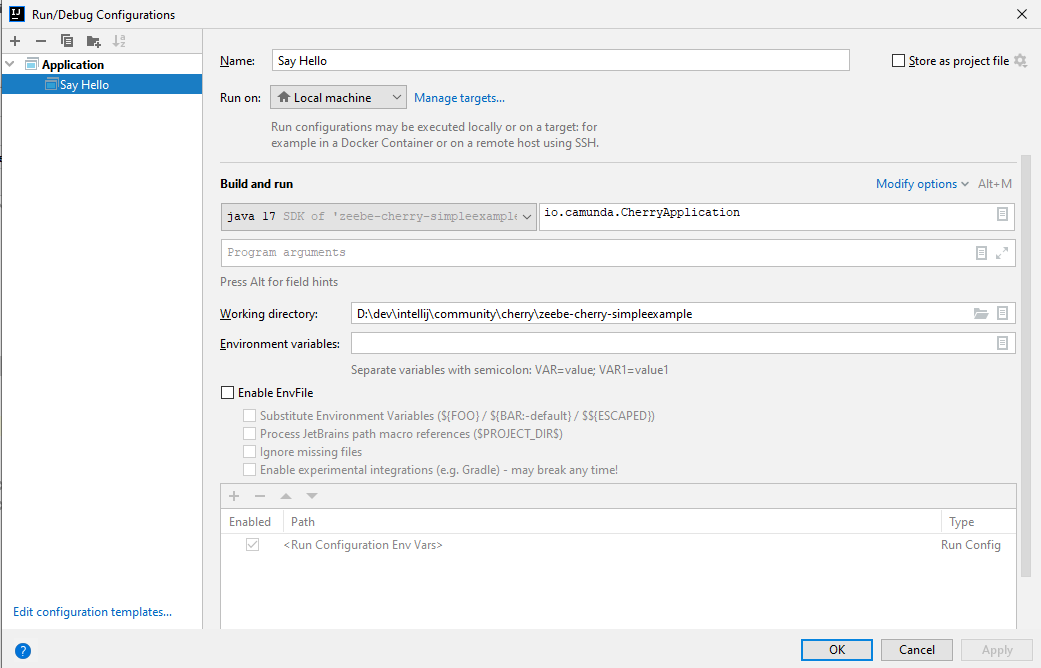 Run/Debug Configurations
Application
Say Hello
Edit configuration templates...
Name:
Say Hello
Store as project file
Run on:
Local machine
Manage targets...
Run configurations may be executed locally or on a target: for
example in a Docker Container or on a remote host using SSH.
Build and run
Modify options
Alt+M
java 17 SDK of 'zeebe-cherry-simpleexample
io.camunda.CherryApplication
Program arguments
Press Alt for field hints
Working directory:
D:\dev\intellij\community\cherry\zeebe-cherry-simpleexample
Environment variables:
Separate variables with semicolon: VAR=value; VAR1=value1
Enable EnvFile
Substitute Environment Variables (${FOO} / ${BAR:-default} / $${ESCAPED})
Process JetBrains path macro references ($PROJECT_DIR$)
Ignore missing files
Enable experimental integrations (e.g. Gradle) - may break any time!
Enabled Path Type
<Run Configuration Env Vars> Run Config
? OK Cancel Apply